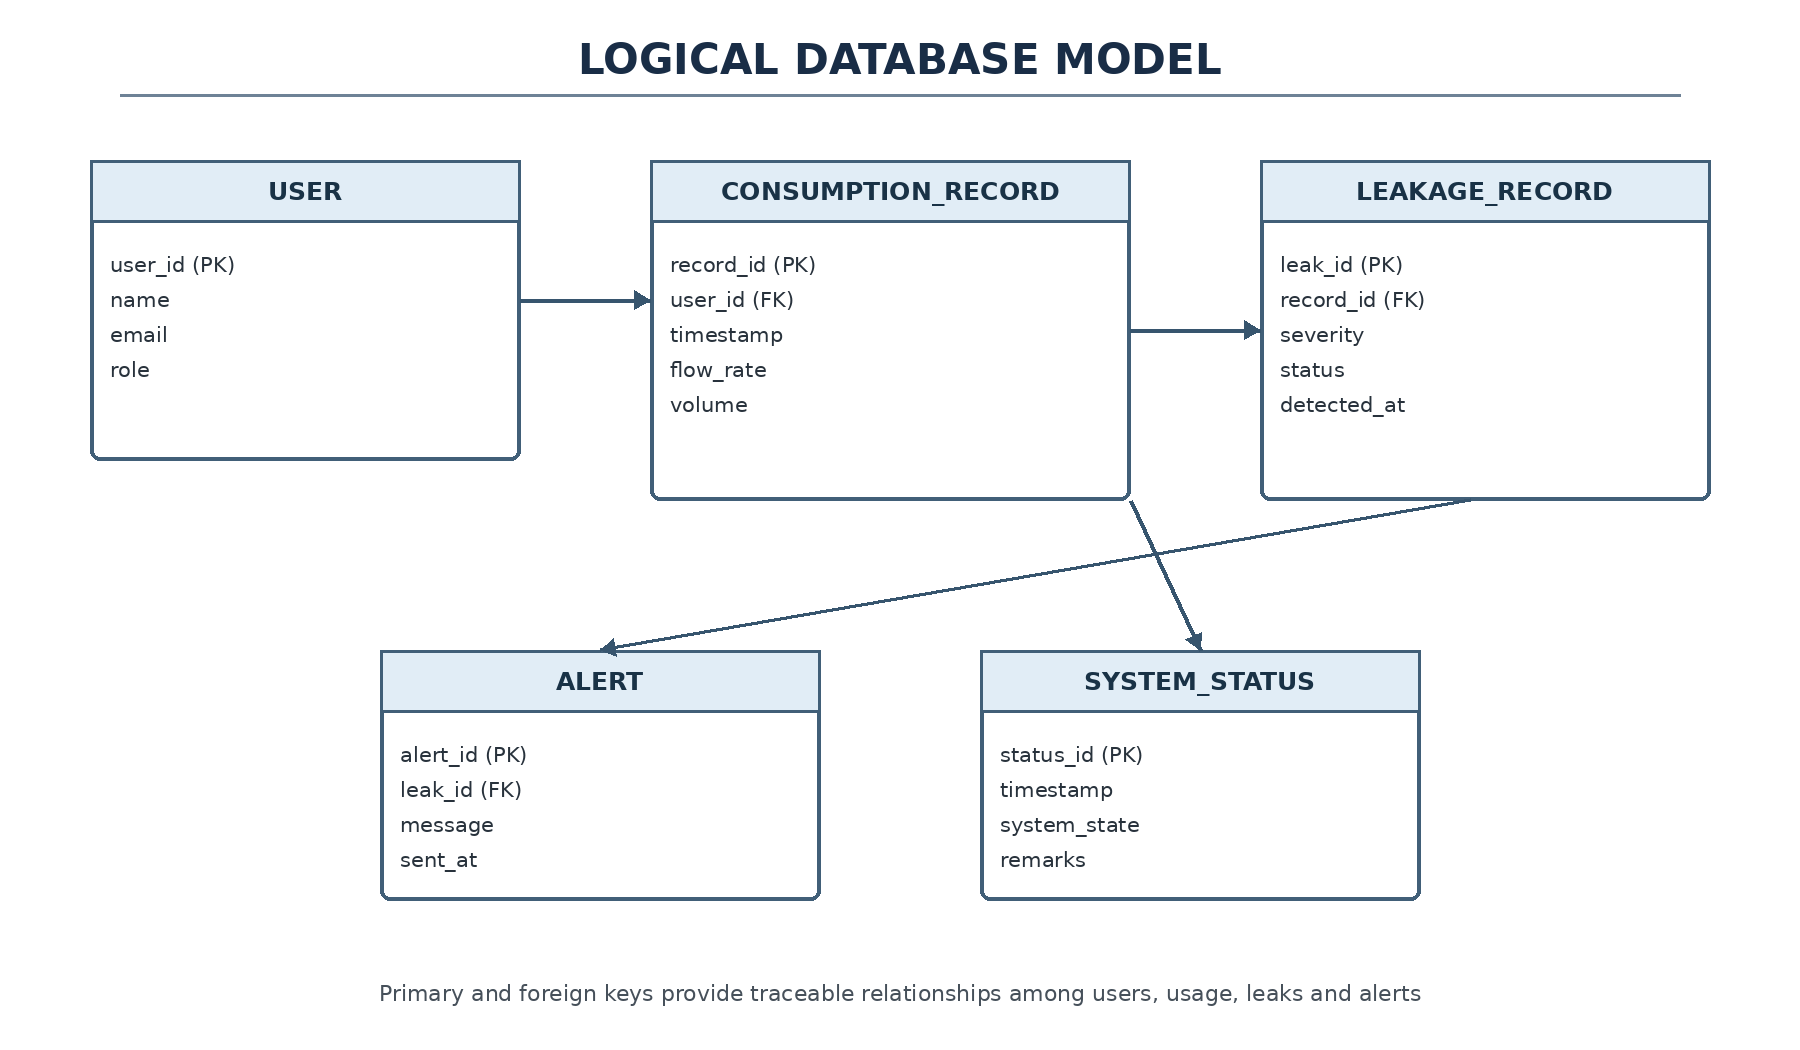 LOGICAL DATABASE MODEL
USER
user_id (PK)
name
email
role
CONSUMPTION_RECORD
record_id (PK)
user_id (FK)
timestamp
flow_rate
volume
LEAKAGE_RECORD
leak_id (PK)
record_id (FK)
severity
status
detected_at
ALERT
alert_id (PK)
leak_id (FK)
message
sent_at
SYSTEM_STATUS
status_id (PK)
timestamp
system_state
remarks
Primary and foreign keys provide traceable relationships among users, usage, leaks and alerts